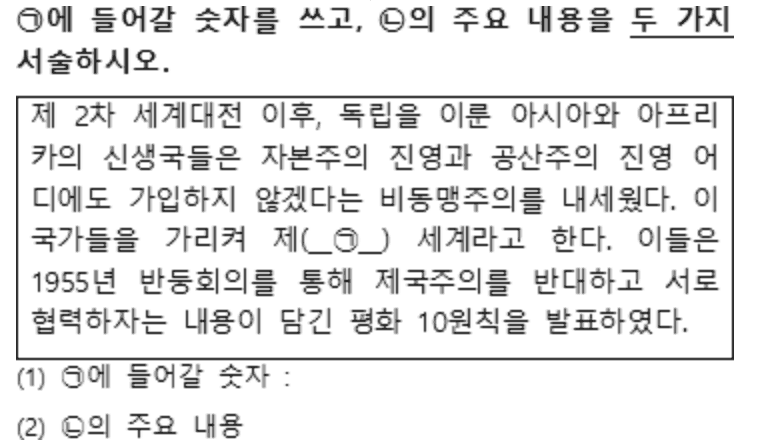 ㉠에 들어갈 숫자를 쓰고, ㉡의 주요 내용을 두 가지
서술하시오.
제 2차 세계대전 이후, 독립을 이룬 아시아와 아프리
카의 신생국들은 자본주의 진영과 공산주의 진영 어
디에도 가입하지 않겠다는 비동맹주의를 내세웠다. 이
국가들을 가리켜 제(_㉠_) 세계라고 한다. 이들은
1955년 반둥회의를 통해 제국주의를 반대하고 서로
협력하자는 내용이 담긴 평화 10원칙을 발표하였다.
(1) ㉠에 들어갈 숫자 :
(2) ㉡의 주요 내용